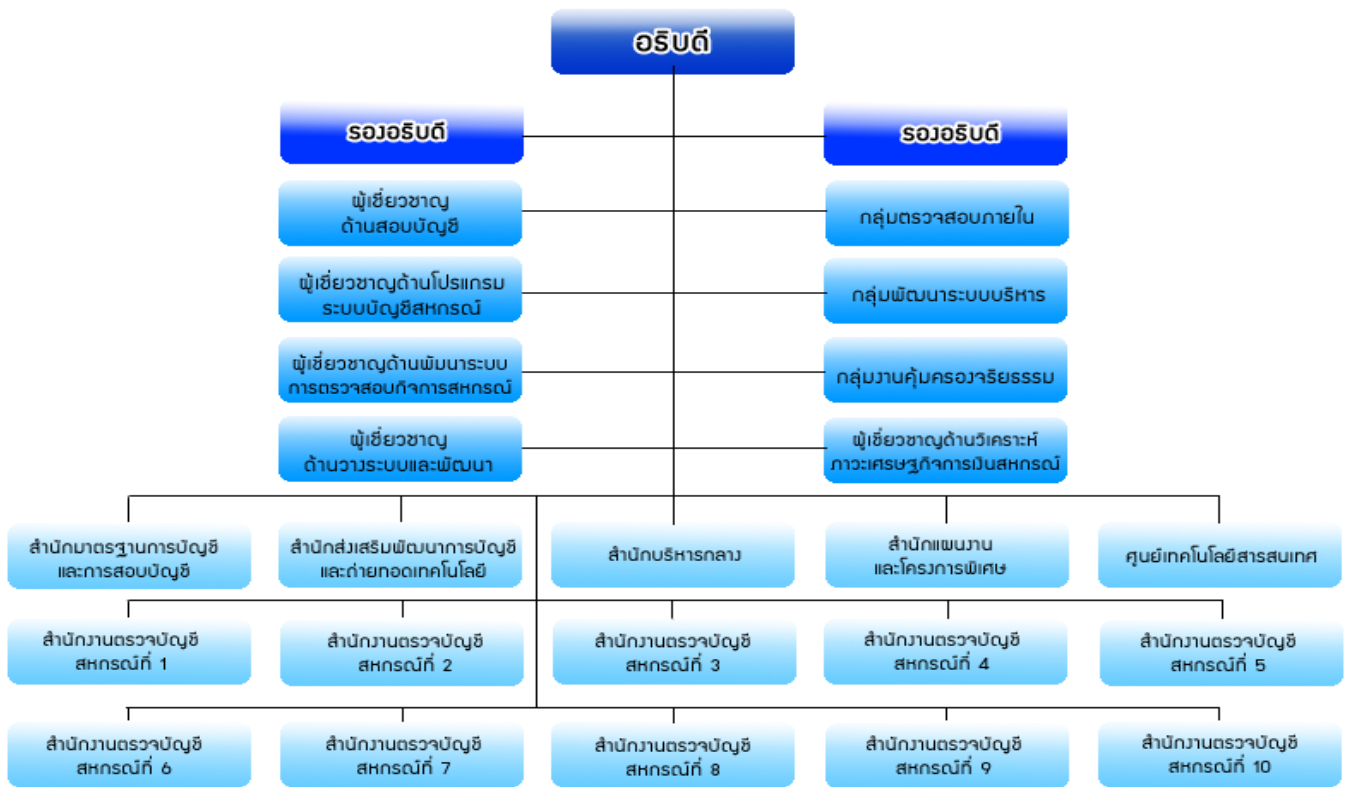 อธิบดี
รองอธิบดี
รองอธิบดี
ผู้เชี่ยวชาญ
ด้านสอบบัญชี
กลุ่มตรวจสอบภายใน
ผู้เชี่ยวชาญด้านโปรแกรม
ระบบบัญชีสหกรณ์
กลุ่มพัฒนาระบบบริหาร
ผู้เชี่ยวชาญด้านพัมนาระบบ
การตรวจสอบกิจการสหกรณ์
กลุ่มงานคุ้มครองจริยธรรม
ผู้เชี่ยวชาญ
ด้านวางระบบและพัฒนา
ผู้เชี่ยวชาญด้านวิเคราะห์
ภาวะเศรษฐกิจการเงินสหกรณ์
สำนักมาตรฐานการบัญชี
และการสอบบัญชี
สำนักส่งเสริมพัฒนาการบัญชี
และถ่ายทอดเทคโนโลยี
สำนักบริหารกลาง
สำนักแผนงาน
และโครงการพิเศษ
ศูนย์เทคโนโลยีสารสนเทศ
สำนักงานตรวจบัญชี
สหกรณ์ที่ 1
สำนักงานตรวจบัญชี
สหกรณ์ที่ 2
สำนักงานตรวจบัญชี
สหกรณ์ที่ 3
สำนักงานตรวจบัญชี
สหกรณ์ที่ 4
สำนักงานตรวจบัญชี
สหกรณ์ที่ 5
สำนักงานตรวจบัญชี
สหกรณ์ที่ 6
สำนักงานตรวจบัญชี
สหกรณ์ที่ 7
สำนักงานตรวจบัญชี
สหกรณ์ที่ 8
สำนักงานตรวจบัญชี
สหกรณ์ที่ 9
สำนักงานตรวจบัญชี
สหกรณ์ที่ 10